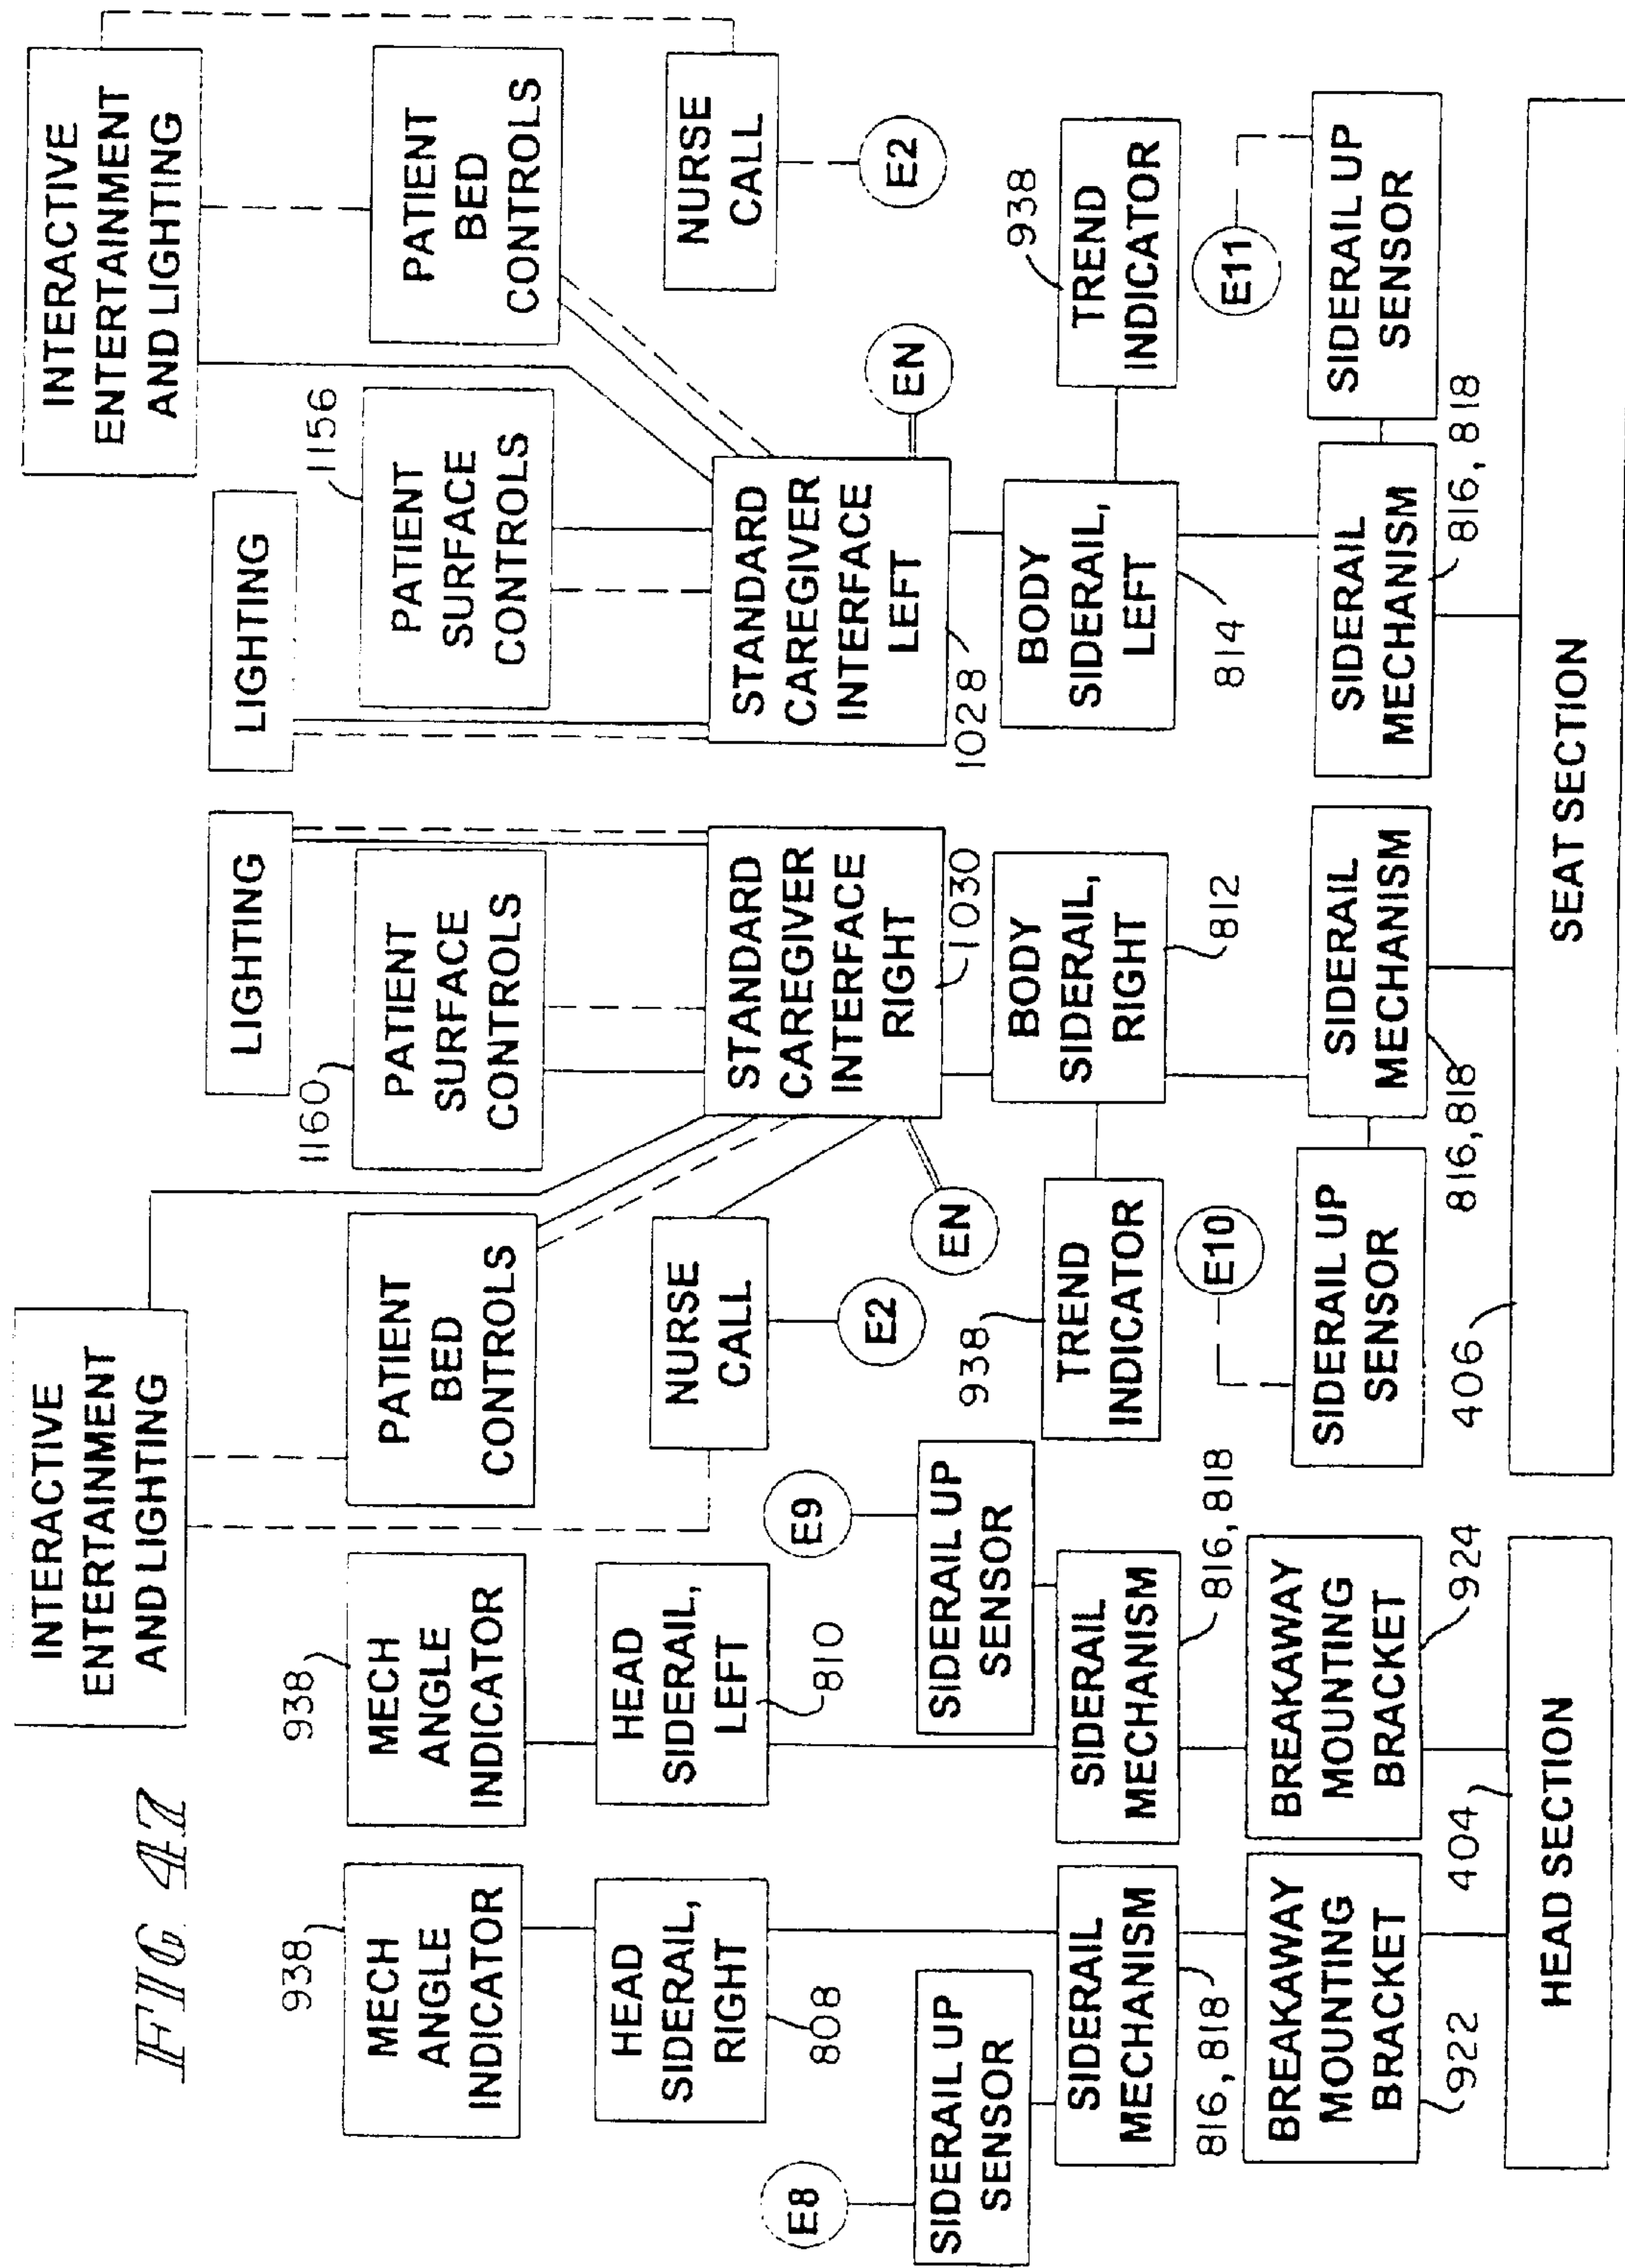 FIG 47
INTERACTIVE
ENTERTAINMENT
AND LIGHTING
INTERACTIVE
ENTERTAINMENT
AND LIGHTING
LIGHTING
LIGHTING
938
MECH
ANGLE
INDICATOR
938
MECH
ANGLE
INDICATOR
PATIENT
BED
CONTROLS
1160
PATIENT
SURFACE
CONTROLS
1156
PATIENT
SURFACE
CONTROLS
PATIENT
BED
CONTROLS
HEAD
SIDERAIL,
RIGHT
808
HEAD
SIDERAIL,
LEFT
810
NURSE
CALL
E2
STANDARD
CAREGIVER
INTERFACE
RIGHT
1030
EN
STANDARD
CAREGIVER
INTERFACE
LEFT
1028
EN
NURSE
CALL
E2
E8
SIDERAIL UP
SENSOR
E9
SIDERAIL UP
SENSOR
938
TREND
INDICATOR
BODY
SIDERAIL,
RIGHT
812
BODY
SIDERAIL,
LEFT
814
938
TREND
INDICATOR
SIDERAIL
MECHANISM
816, 818
SIDERAIL
MECHANISM
816, 818
E10
SIDERAIL UP
SENSOR
SIDERAIL
MECHANISM
816, 818
SIDERAIL
MECHANISM
816, 818
E11
SIDERAIL UP
SENSOR
BREAKAWAY
MOUNTING
BRACKET
922
BREAKAWAY
MOUNTING
BRACKET
924
404
HEAD SECTION
406
SEAT SECTION